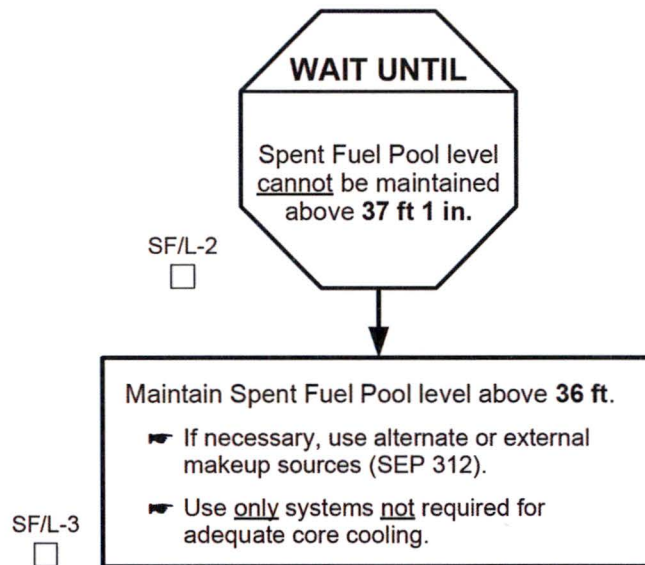 WAIT UNTIL
Spent Fuel Pool level
cannot be maintained
above 37 ft 1 in.
SF/L-2
Maintain Spent Fuel Pool level above 36 ft.
If necessary, use alternate or external
makeup sources (SEP 312).
Use only systems not required for
adequate core cooling.
SF/L-3